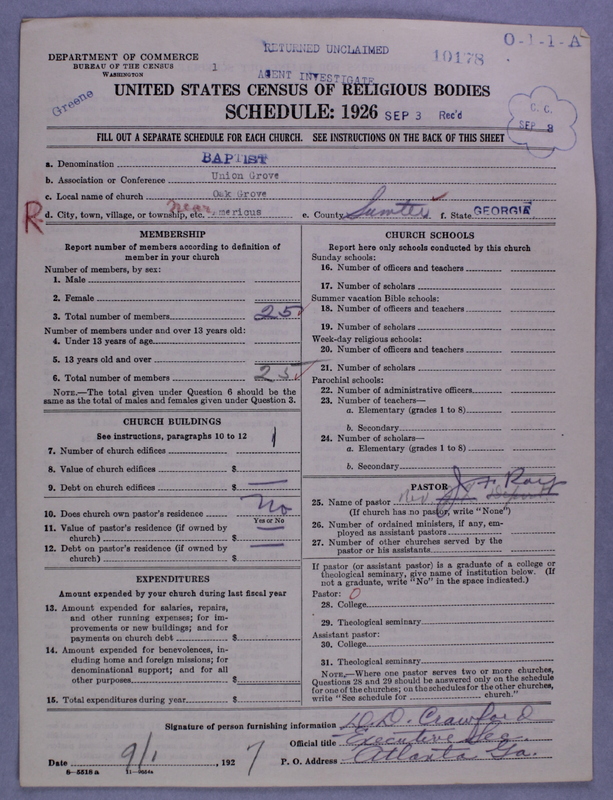 RETURNED UNCLAIMED
10178
O-1-1-A
DEPARTMENT OF COMMERCE
BUREAU OF THE CENSUS
WASHINGTON
1
AGENT INVESTIGATE
Greene
UNITED STATES CENSUS OF RELIGIOUS BODIES
SCHEDULE: 1926 SEP 3 Rec'd
C. C.
SEP 8
FILL OUT A SEPARATE SCHEDULE FOR EACH CHURCH. SEE INSTRUCTIONS ON THE BACK OF THIS SHEET
a. Denomination BAPTIST
b. Association or Conference Union Grove
c. Local name of church Oak Grove
R d. City, town, village, or township, etc. near Americus e. County Sumter f. State GEORGIA
MEMBERSHIP
Report number of members according to definition of
member in your church
Number of members, by sex:
1. Male
2. Female
3. Total number of members 25
Number of members under and over 13 years old:
4. Under 13 years of age
5. 13 years old and over
6. Total number of members 25
NOTE.—The total given under Question 6 should be the
same as the total of males and females given under Question 3.
CHURCH BUILDINGS
See instructions, paragraphs 10 to 12
7. Number of church edifices 1
8. Value of church edifices $
9. Debt on church edifices $ —
10. Does church own pastor's residence No
Yes or No
11. Value of pastor's residence (if owned by
church) $ —
12. Debt on pastor's residence (if owned by
church) $ —
EXPENDITURES
Amount expended by your church during last fiscal year
13. Amount expended for salaries, repairs,
and other running expenses; for im-
provements or new buildings; and for
payments on church debt $
14. Amount expended for benevolences, in-
cluding home and foreign missions; for
denominational support; and for all
other purposes $
15. Total expenditures during year $
CHURCH SCHOOLS
Report here only schools conducted by this church
Sunday schools:
16. Number of officers and teachers
17. Number of scholars
Summer vacation Bible schools:
18. Number of officers and teachers
19. Number of scholars
Week-day religious schools:
20. Number of officers and teachers
21. Number of scholars
Parochial schools:
22. Number of administrative officers
23. Number of teachers—
a. Elementary (grades 1 to 8)
b. Secondary
24. Number of scholars—
a. Elementary (grades 1 to 8)
b. Secondary
PASTOR J. F. Ray
25. Name of pastor Rev.
(If church has no pastor, write "None")
26. Number of ordained ministers, if any, em-
ployed as assistant pastors
27. Number of other churches served by the
pastor or his assistants
If pastor (or assistant pastor) is a graduate of a college or
theological seminary, give name of institution below. (If
not a graduate, write "No" in the space indicated.)
Pastor: 0
28. College
29. Theological seminary
Assistant pastor:
30. College
31. Theological seminary
NOTE.—Where one pastor serves two or more churches,
Questions 28 and 29 should be answered only on the schedule
for one of the churches; on the schedules for the other churches,
write "See schedule for church."
Signature of person furnishing information D. D. Crawford
Official title Executive Sec.
Date 9/1, 1927 P. O. Address Atlanta Ga.
8-5518 a 11-9654a